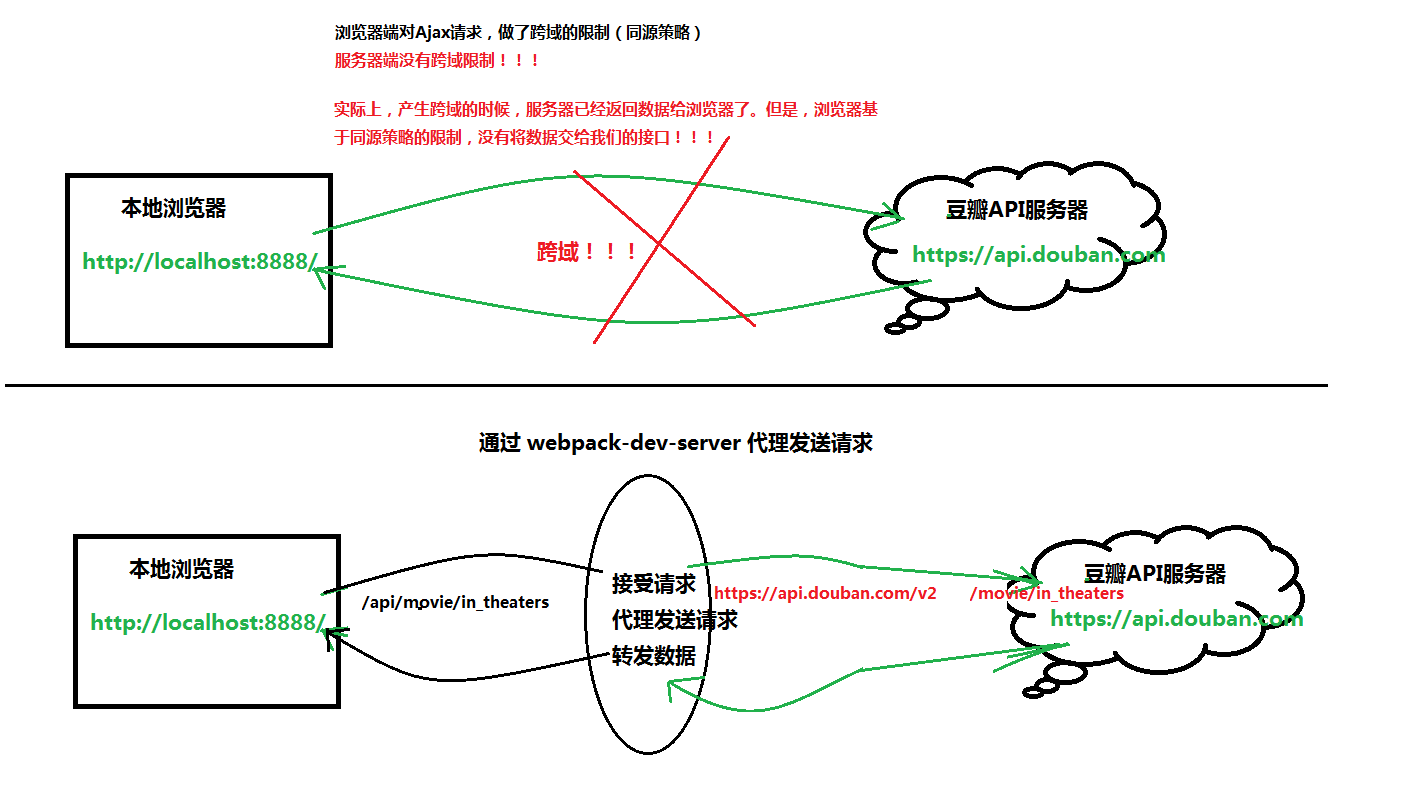 浏览器端对Ajax请求，做了跨域的限制（同源策略）
服务器端没有跨域限制！！！
实际上，产生跨域的时候，服务器已经返回数据给浏览器了。但是，浏览器基
于同源策略的限制，没有将数据交给我们的接口！！！
本地浏览器
http://localhost:8888/
跨域！！！
豆瓣API服务器
https://api.douban.com
通过 webpack-dev-server 代理发送请求
本地浏览器
http://localhost:8888/
/api/movie/in_theaters
接受请求
代理发送请求
转发数据
https://api.douban.com/v2 /movie/in_theaters
豆瓣API服务器
https://api.douban.com